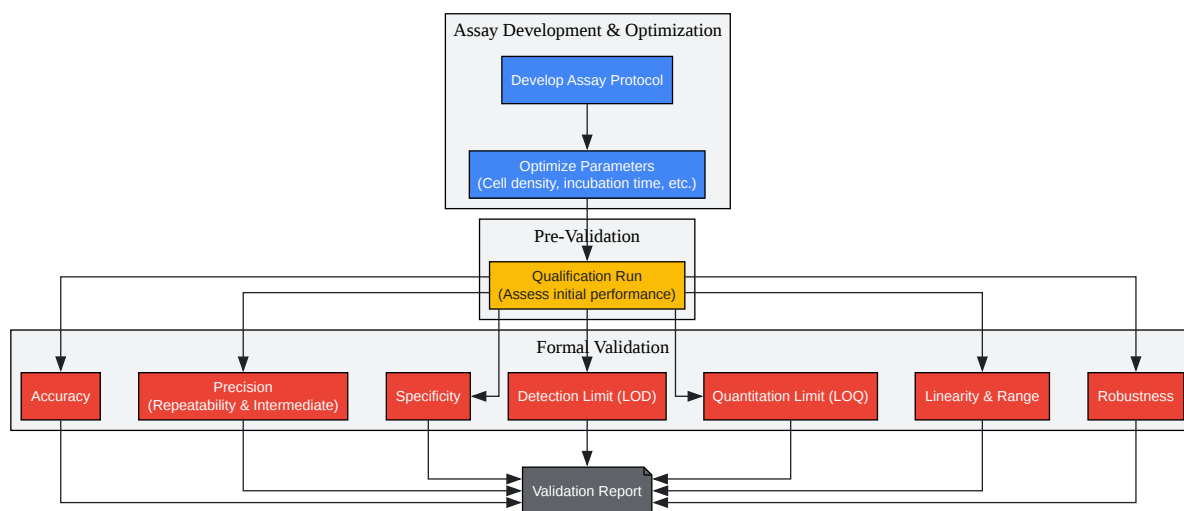 Assay Development & Optimization
Develop Assay Protocol
Optimize Parameters
(Cell density, incubation time, etc.)
Pre-Validation
Qualification Run
(Assess initial performance)
Formal Validation
Accuracy
Precision
(Repeatability & Intermediate)
Specificity
Detection Limit (LOD)
Quantitation Limit (LOQ)
Linearity & Range
Robustness
Validation Report